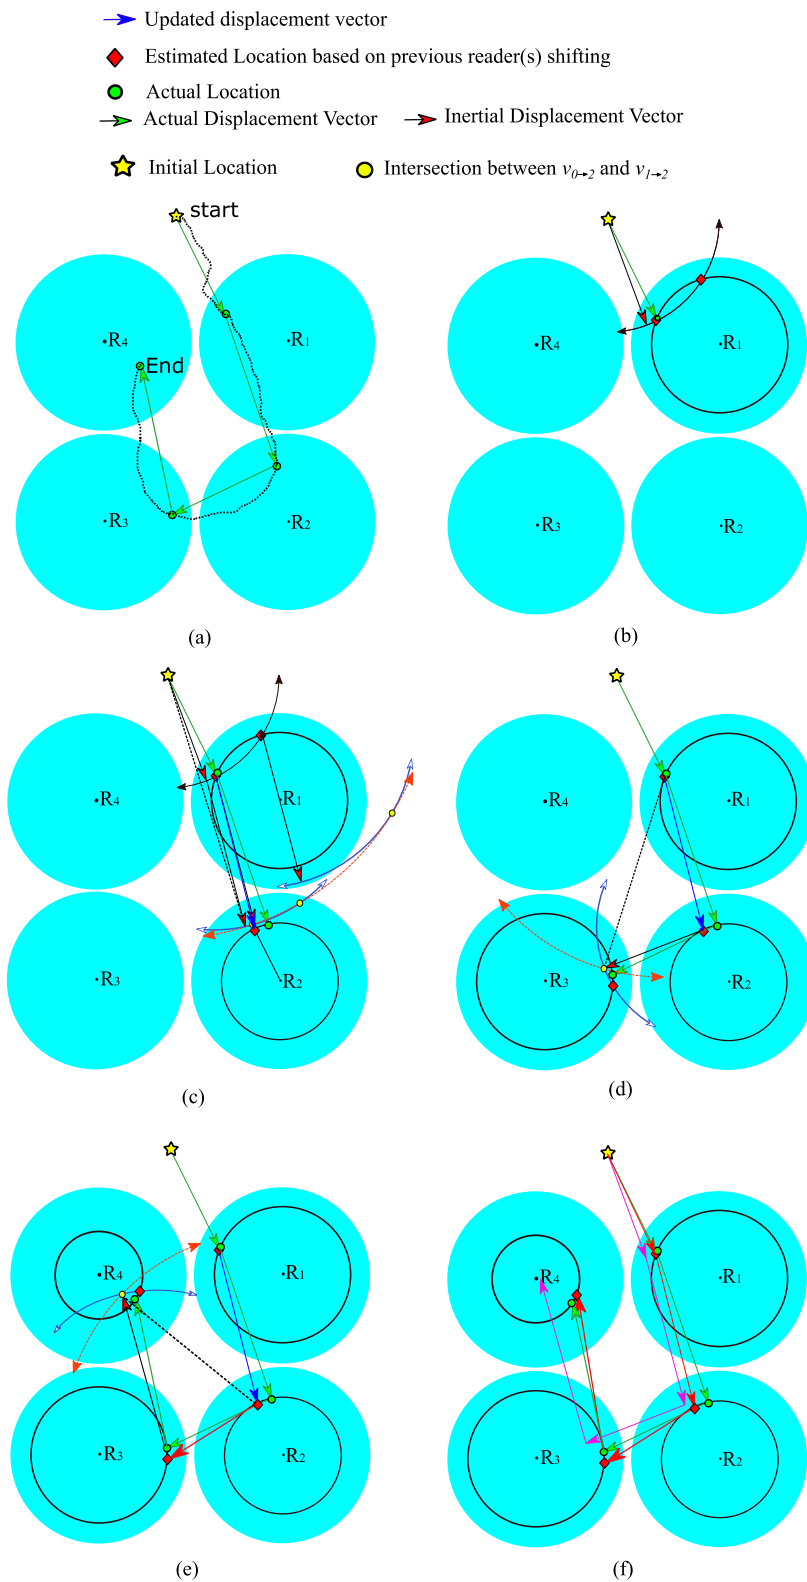 Updated displacement vector
Estimated Location based on previous reader(s) shifting
Actual Location
Actual Displacement Vector Inertial Displacement Vector
Initial Location Intersection between v0→2 and v1→2
start
R4 R1
End
R3 R2
(a)
R4 R1
R3 R2
(b)
R4 R1
R3 R2
(c)
R4 R1
R3 R2
(d)
R4 R1
R3 R2
(e)
R4 R1
R3 R2
(f)